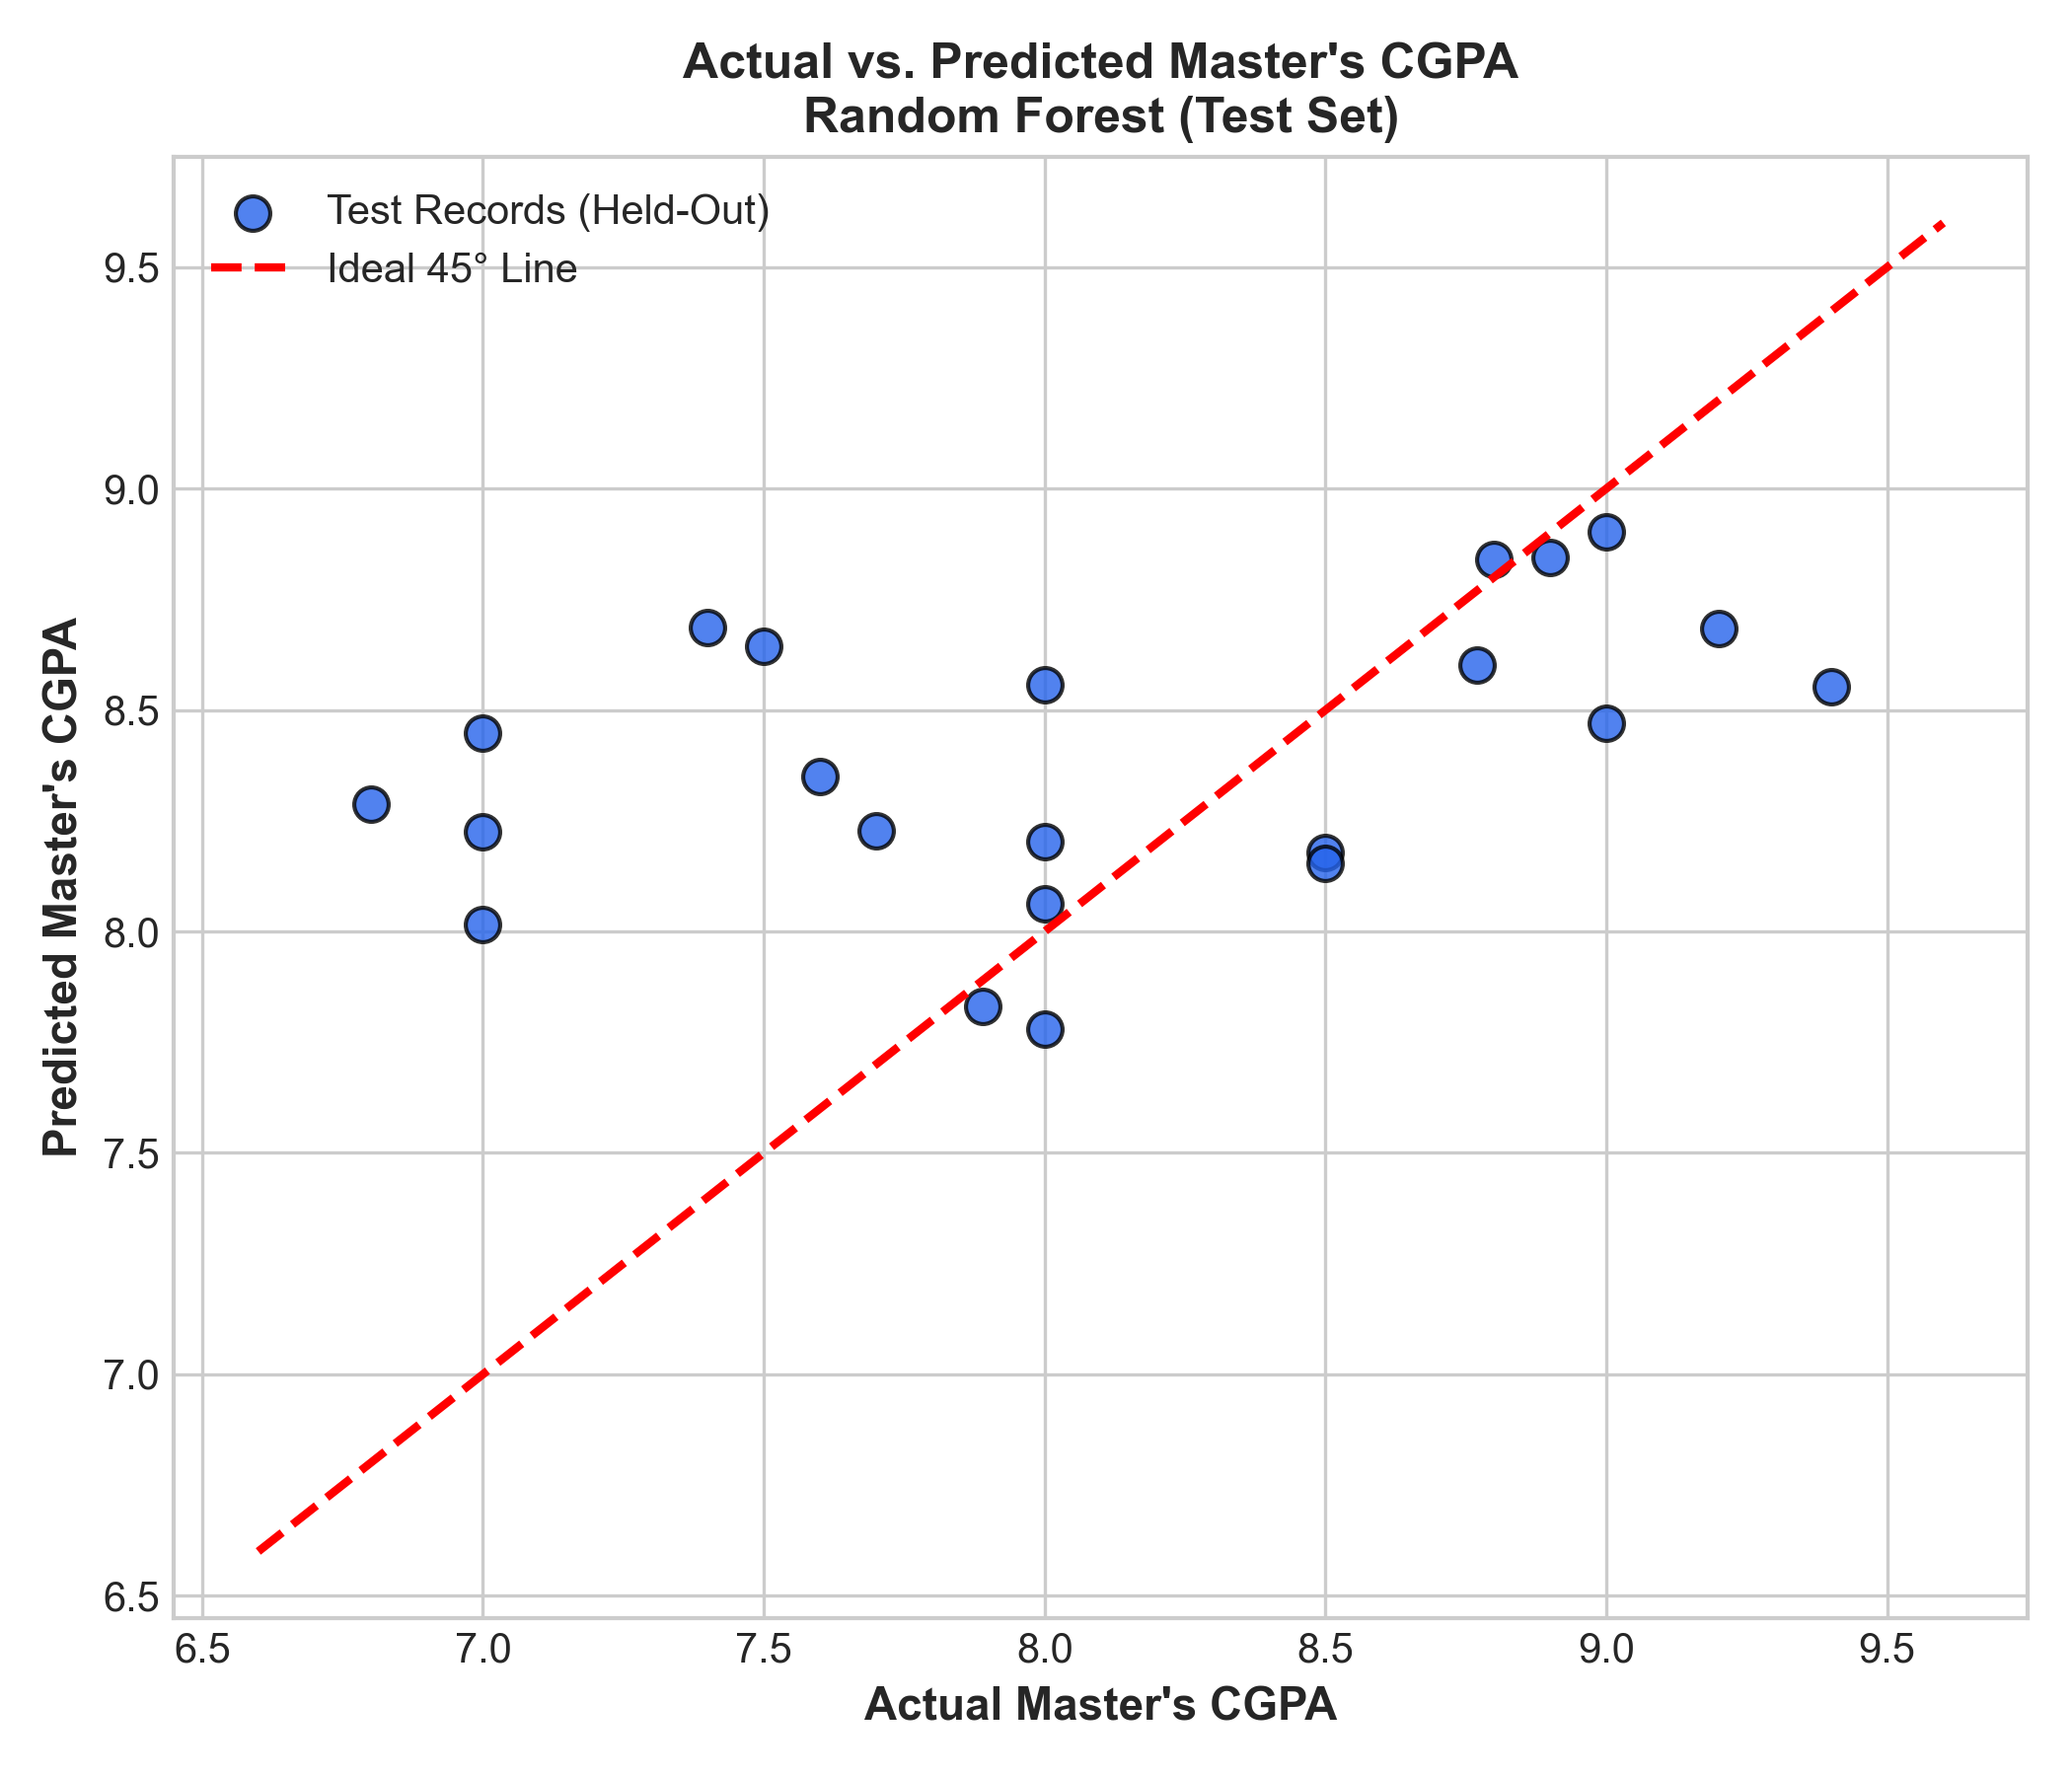 Actual vs. Predicted Master's CGPA
Random Forest (Test Set)
Test Records (Held-Out)
Ideal 45° Line
Predicted Master's CGPA
9.5
9.0
8.5
8.0
7.5
7.0
6.5
6.5 7.0 7.5 8.0 8.5 9.0 9.5
Actual Master's CGPA